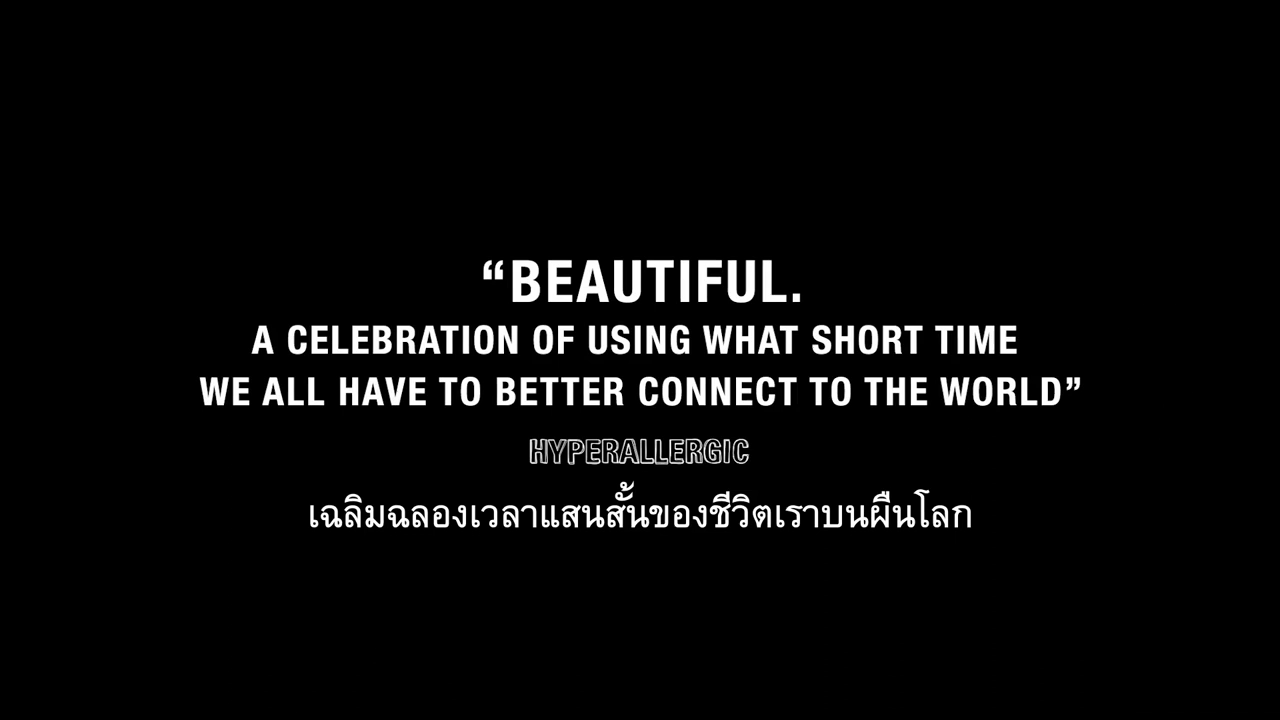 “BEAUTIFUL.
A CELEBRATION OF USING WHAT SHORT TIME
WE ALL HAVE TO BETTER CONNECT TO THE WORLD”
HYPERALLERGIC
เฉลิมฉลองเวลาแสนสั้นของชีวิตเราบนผืนโลก